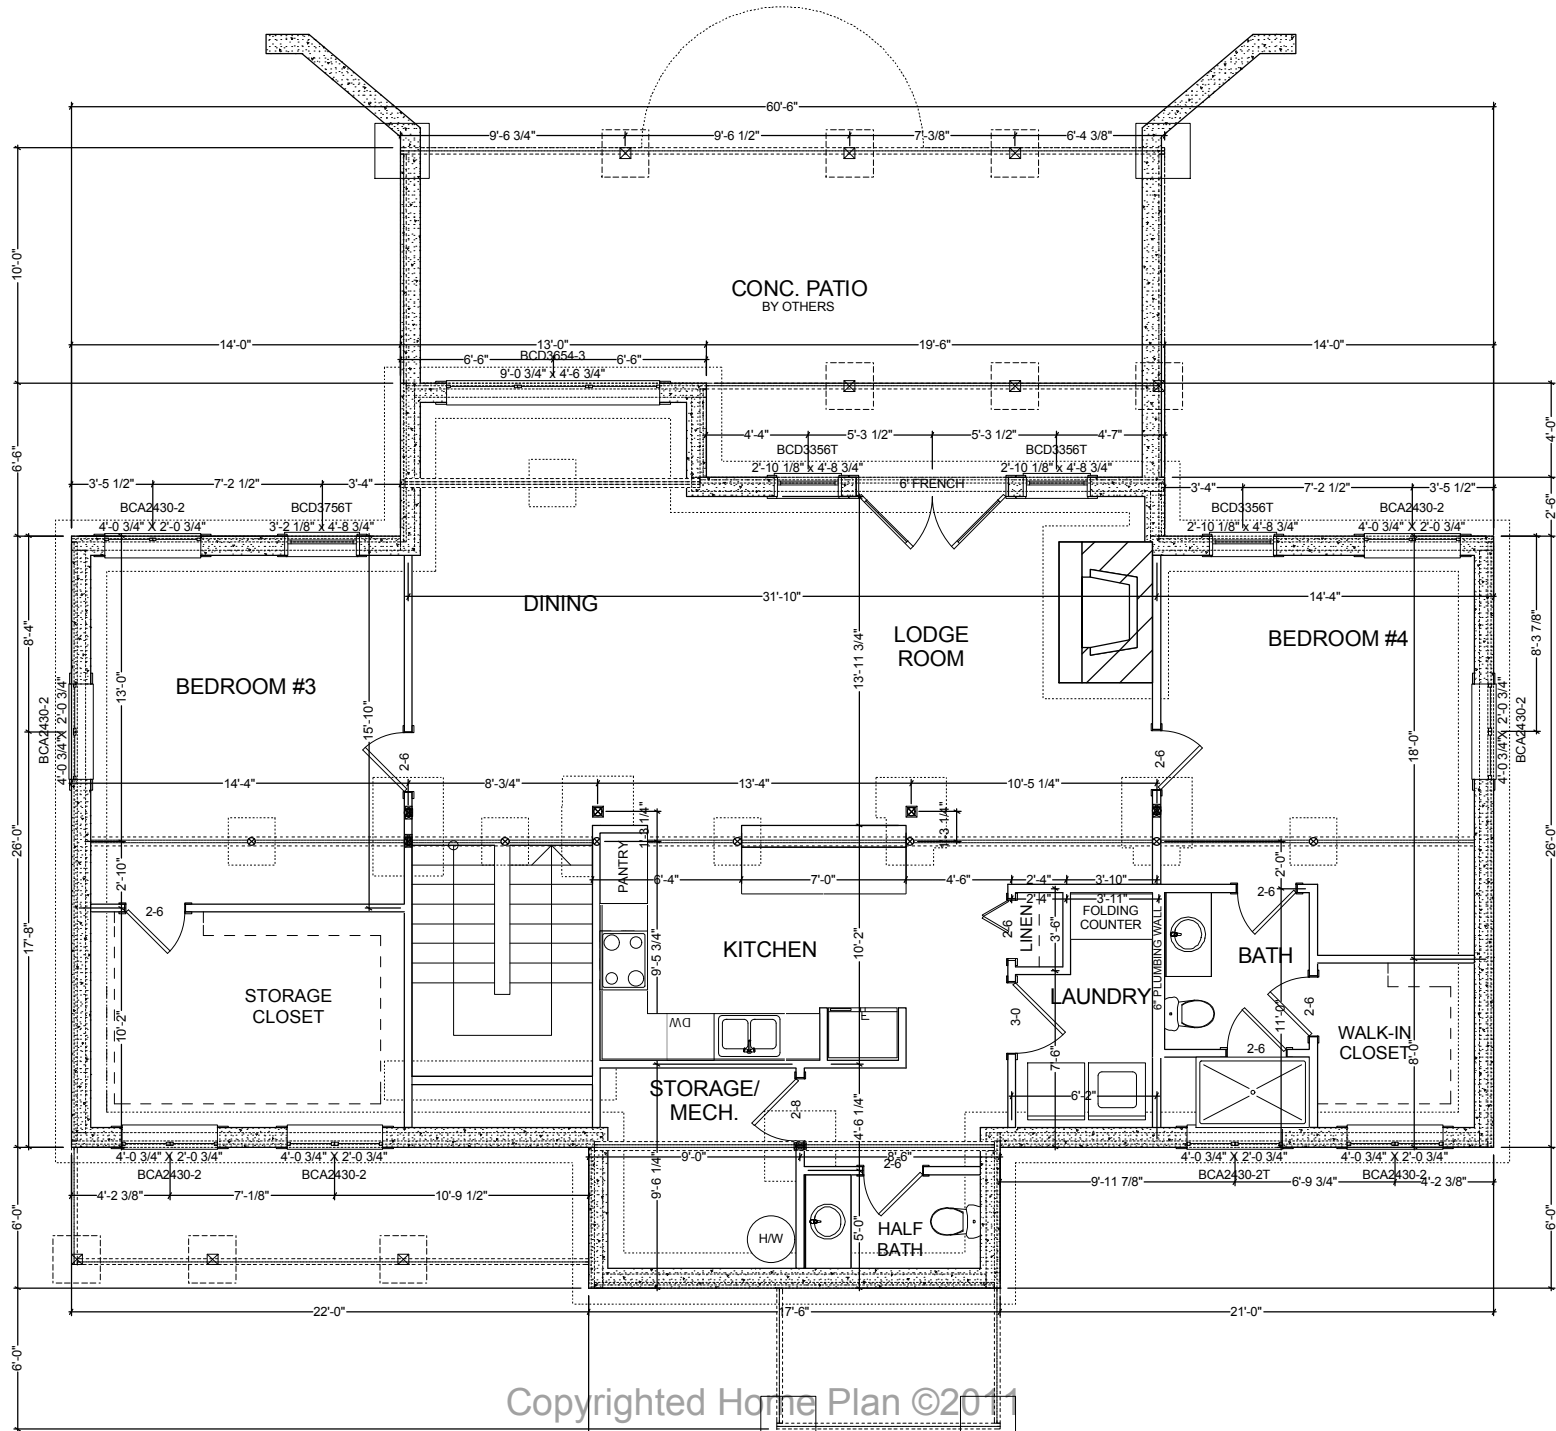 60'-6"
9'-6 3/4"
9'-6 1/2"
7'-3/8"
6'-4 3/8"
10'-0"
CONC. PATIO
BY OTHERS
14'-0"
13'-0"
19'-6"
14'-0"
6'-6"
BCD3654-3
6'-6"
9'-0 3/4" x 4'-6 3/4"
6'-6"
4'-0"
4'-4"
5'-3 1/2"
5'-3 1/2"
4'-7"
BCD3356T
BCD3356T
2'-10 1/8" x 4'-8 3/4"
2'-10 1/8" x 4'-8 3/4"
6' FRENCH
3'-5 1/2"
7'-2 1/2"
3'-4"
3'-4"
7'-2 1/2"
3'-5 1/2"
BCA2430-2
BCD3756T
BCD3356T
BCA2430-2
4'-0 3/4" X 2'-0 3/4"
3'-2 1/8" x 4'-8 3/4"
2'-10 1/8" x 4'-8 3/4"
4'-0 3/4" X 2'-0 3/4"
2'-6"
DINING
31'-10"
14'-4"
LODGE
ROOM
BEDROOM #4
BEDROOM #3
8'-4"
8'-3 7/8"
13'-0"
15'-10"
13'-11 3/4"
18'-0"
BCA2430-2
4'-0 3/4" X 2'-0 3/4"
4'-0 3/4" X 2'-0 3/4"
BCA2430-2
2-6
2-6
14'-4"
8'-3/4"
13'-4"
10'-5 1/4"
1'-3 1/4"
1'-3 1/4"
26'-0"
26'-0"
17'-8"
2'-10"
2-6
PANTRY
6'-4"
7'-0"
4'-6"
2'-4"
3'-10"
2'-4"
3'-11"
2'-0"
2-6
FOLDING
COUNTER
LINEN
2-6
3'-6"
6" PLUMBING WALL
KITCHEN
9'-5 3/4"
10'-2"
BATH
STORAGE
CLOSET
10'-2"
LAUNDRY
3-0
7'-6"
2-6
11'-0"
2-6
WALK-IN
CLOSET
8'-0"
DW
STORAGE/
MECH.
2-8
4'-6 1/4"
6'-2"
4'-0 3/4" X 2'-0 3/4"
4'-0 3/4" X 2'-0 3/4"
9'-0"
8'-6"
4'-0 3/4" X 2'-0 3/4"
4'-0 3/4" X 2'-0 3/4"
BCA2430-2
BCA2430-2
2-6
BCA2430-2T
BCA2430-2
4'-2 3/8"
7'-1/8"
10'-9 1/2"
9'-6 1/4"
9'-11 7/8"
6'-9 3/4"
4'-2 3/8"
6'-0"
6'-0"
H/W
5'-0"
HALF
BATH
22'-0"
17'-6"
21'-0"
6'-0"
Copyrighted Home Plan ©2011